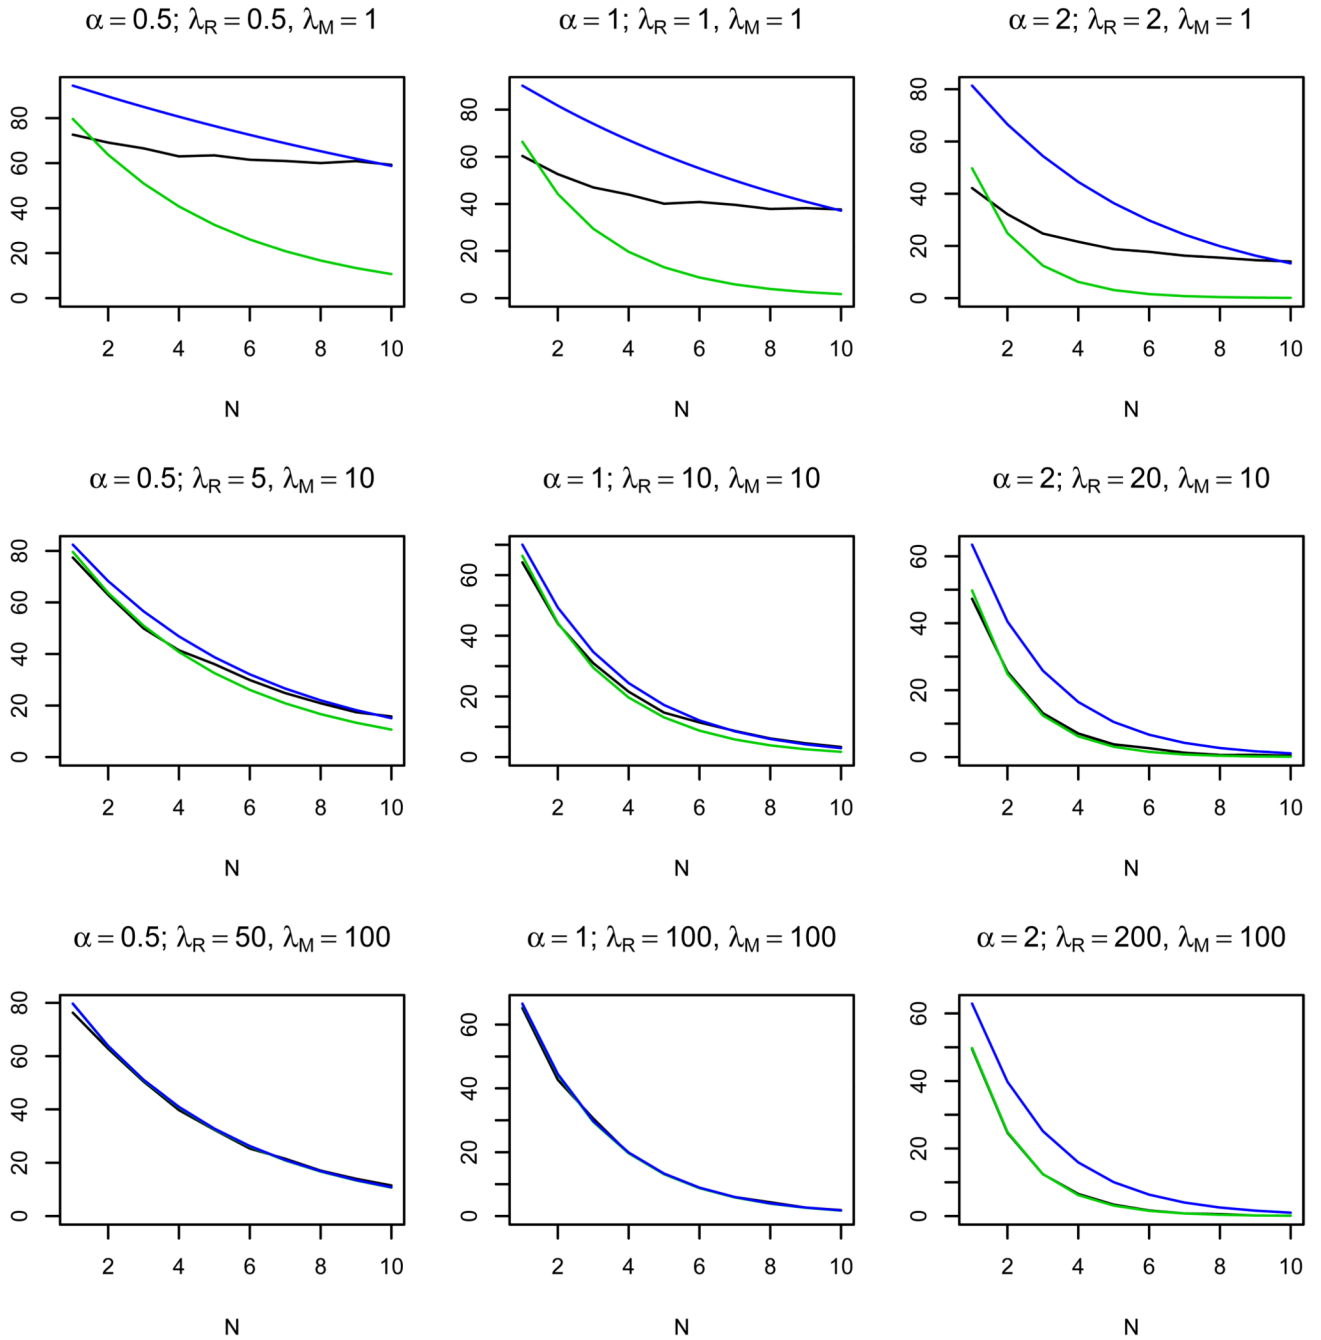 α = 0.5; λR = 0.5, λM = 1
α = 1; λR = 1, λM = 1
α = 2; λR = 2, λM = 1
0 20 40 60 80
0 20 40 60 80
0 20 40 60 80
2 4 6 8 10
2 4 6 8 10
2 4 6 8 10
N
N
N
α = 0.5; λR = 5, λM = 10
α = 1; λR = 10, λM = 10
α = 2; λR = 20, λM = 10
0 20 40 60 80
0 20 40 60
0 20 40 60
2 4 6 8 10
2 4 6 8 10
2 4 6 8 10
N
N
N
α = 0.5; λR = 50, λM = 100
α = 1; λR = 100, λM = 100
α = 2; λR = 200, λM = 100
0 20 40 60 80
0 20 40 60
0 20 40 60
2 4 6 8 10
2 4 6 8 10
2 4 6 8 10
N
N
N